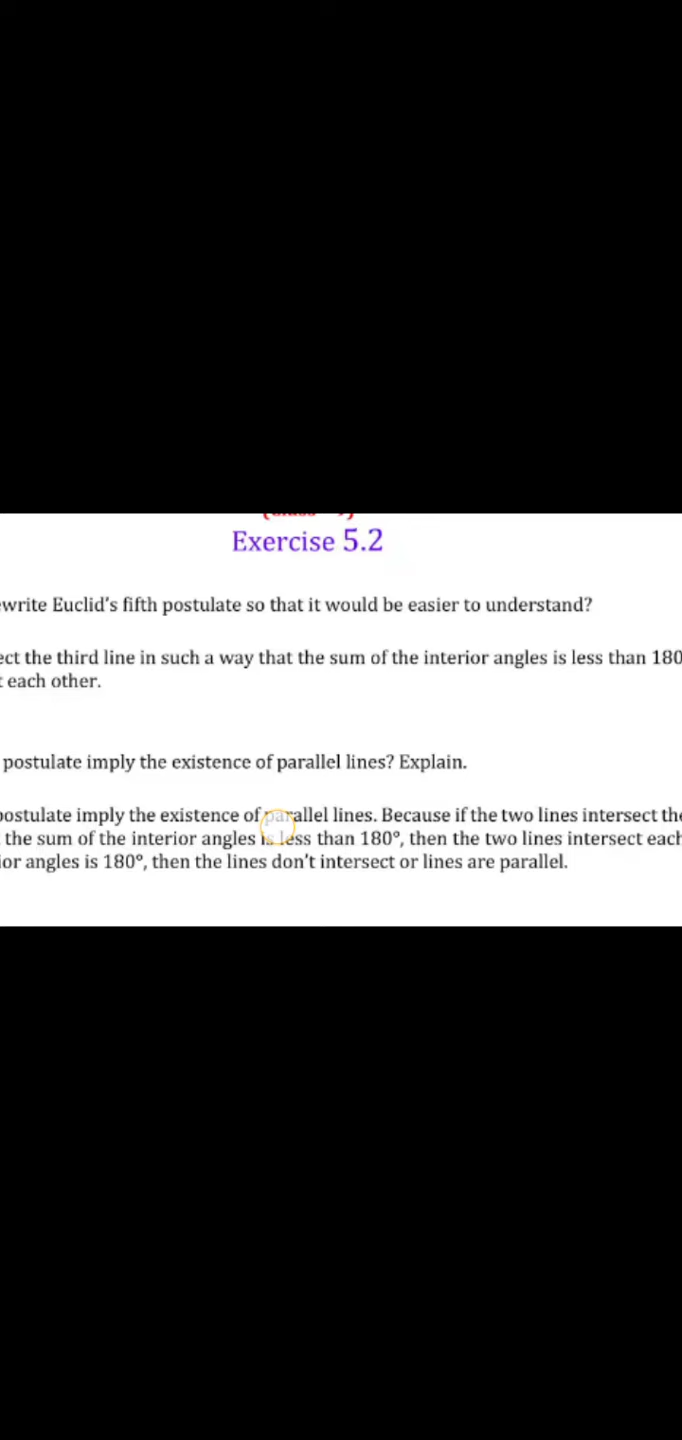 Exercise 5.2
ewrite Euclid's fifth postulate so that it would be easier to understand?
ect the third line in such a way that the sum of the interior angles is less than 180
t each other.
postulate imply the existence of parallel lines? Explain.
postulate imply the existence of parallel lines. Because if the two lines intersect the
the sum of the interior angles is less than 180°, then the two lines intersect each
ior angles is 180°, then the lines don't intersect or lines are parallel.